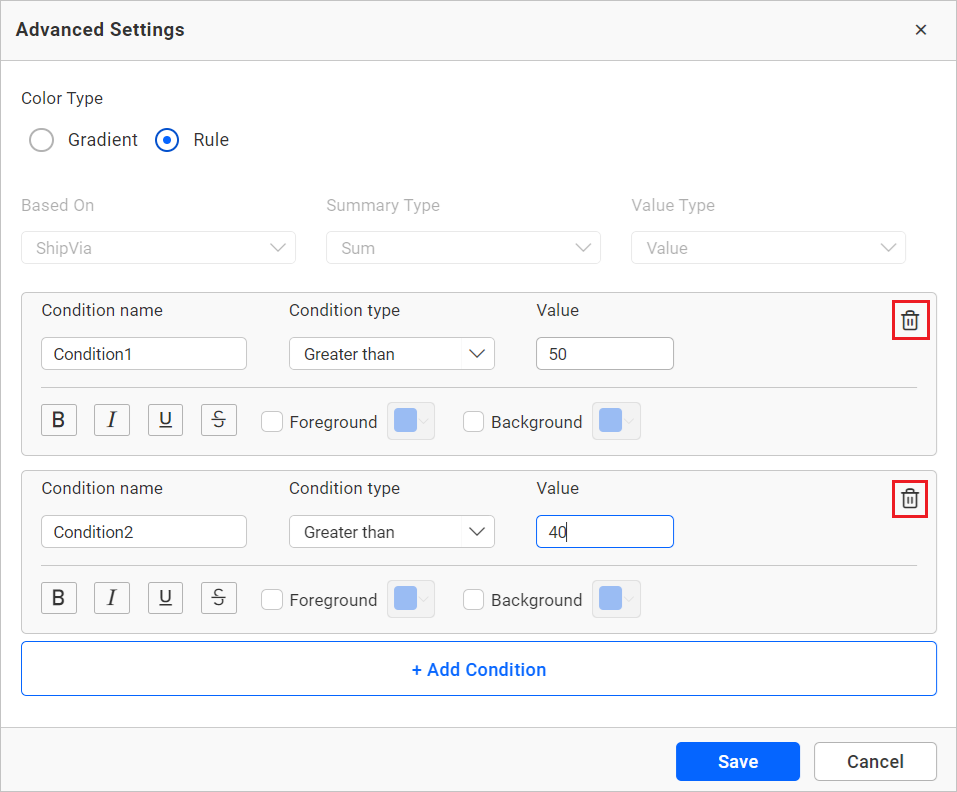 Advanced Settings ×
Color Type
Gradient Rule
Based On Summary Type Value Type
ShipVia Sum Value
Condition name Condition type Value
Condition1 Greater than 50
B I U S Foreground Background
Condition name Condition type Value
Condition2 Greater than 40
B I U S Foreground Background
+ Add Condition
Save Cancel